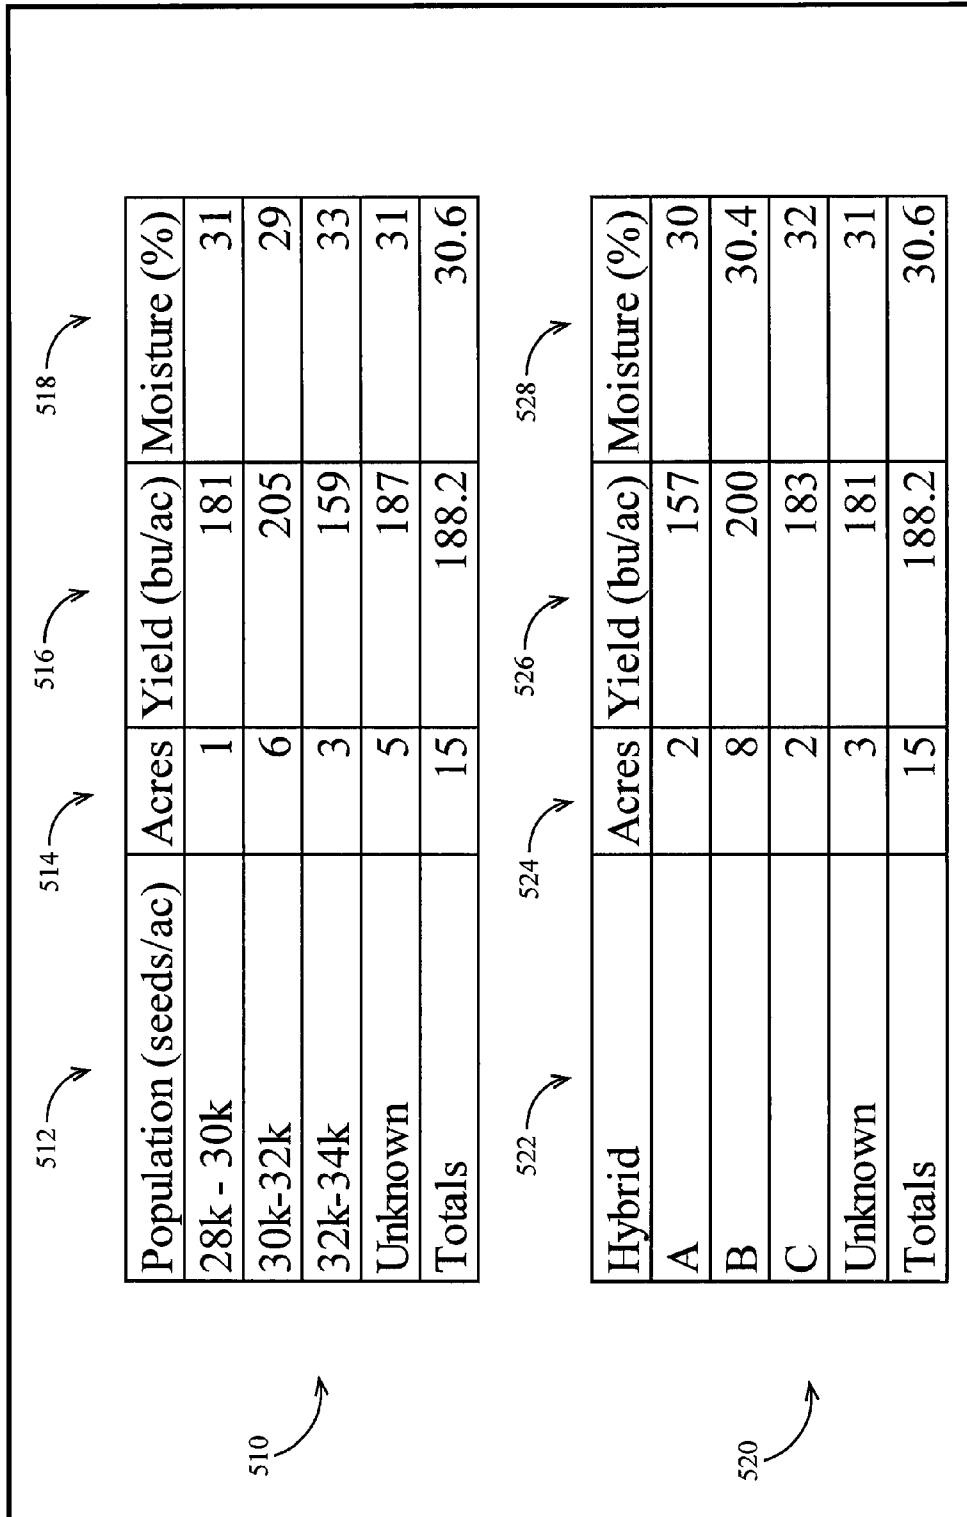 512 514 516 518
510
Population (seeds/ac) Acres Yield (bu/ac) Moisture (%)
28k - 30k 1 181 31
30k-32k 6 205 29
32k-34k 3 159 33
Unknown 5 187 31
Totals 15 188.2 30.6
522 524 526 528
520
Hybrid Acres Yield (bu/ac) Moisture (%)
A 2 157 30
B 8 200 30.4
C 2 183 32
Unknown 3 181 31
Totals 15 188.2 30.6